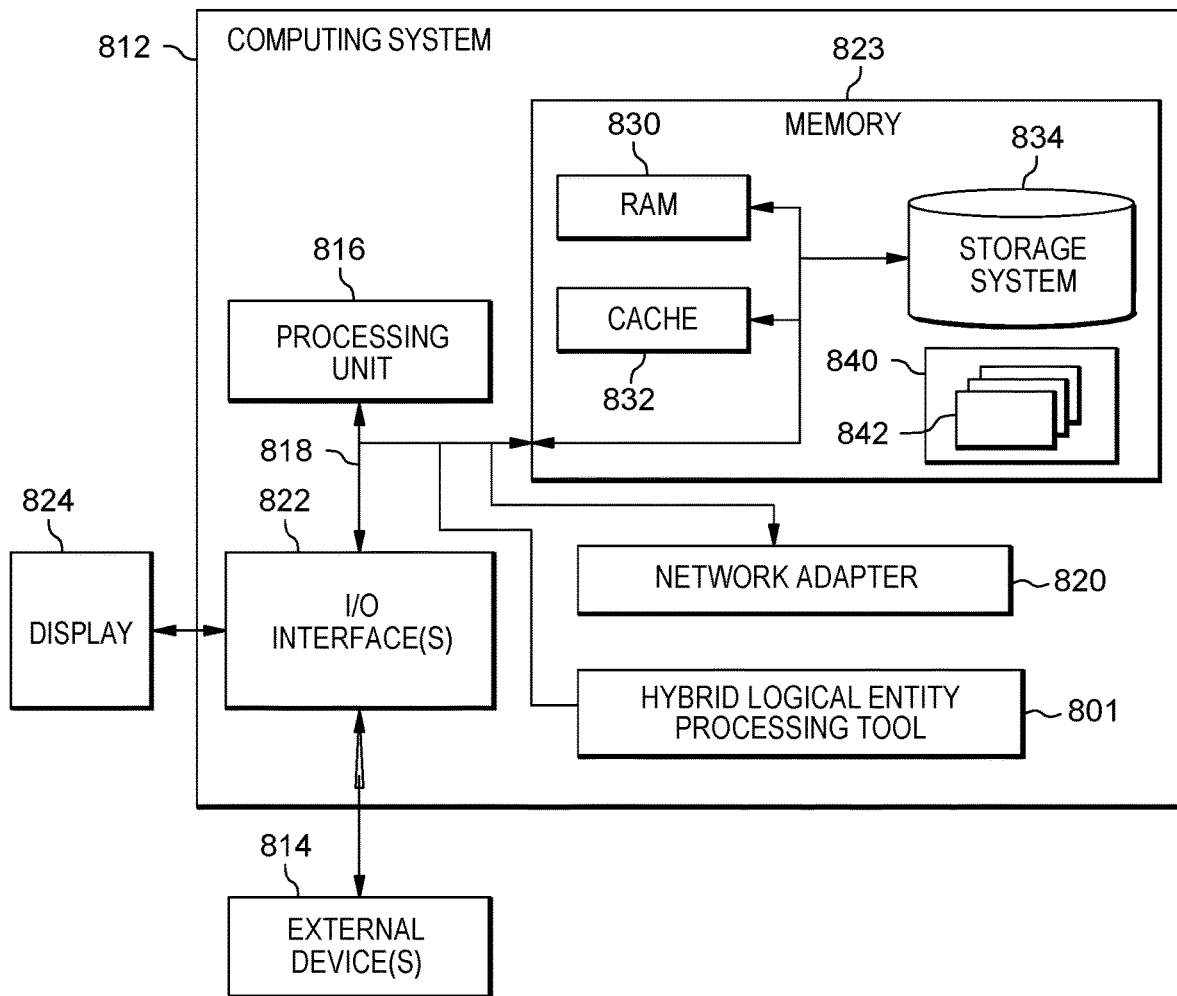 812
COMPUTING SYSTEM
823
MEMORY
830
RAM
834
STORAGE
SYSTEM
816
PROCESSING
UNIT
CACHE
832
840
842
818
824
822
DISPLAY
I/O
INTERFACE(S)
NETWORK ADAPTER
820
HYBRID LOGICAL ENTITY
PROCESSING TOOL
801
814
EXTERNAL
DEVICE(S)